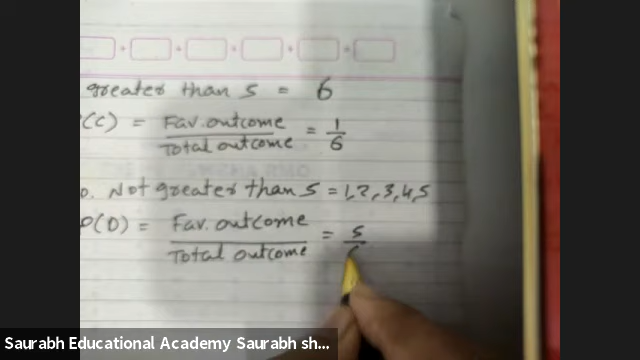 greater than 5 = 6
(C) = Fav. outcome / Total outcome = 1/6
o. Not greater than 5 = 1,2,3,4,5
P(D) = Fav. outcome / Total outcome = 5/
Saurabh Educational Academy Saurabh sh...